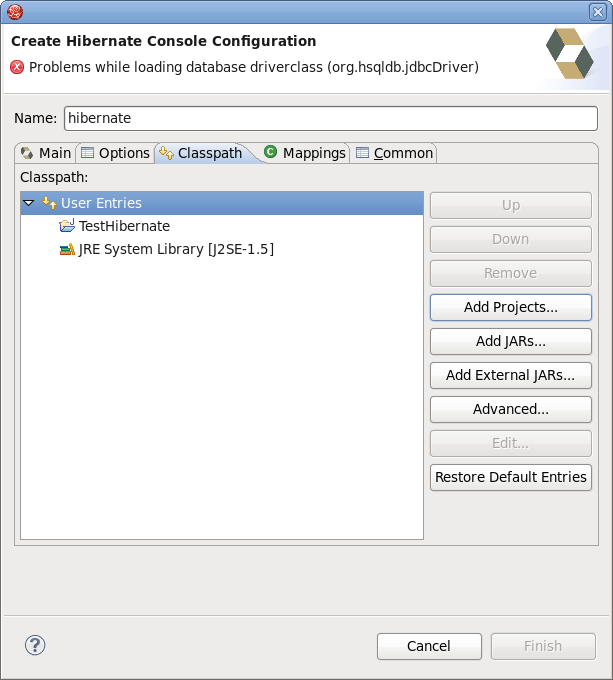 Create Hibernate Console Configuration
Problems while loading database driverclass (org.hsqldb.jdbcDriver)
Name: hibernate
Main Options Classpath C Mappings Common
Classpath:
User Entries
TestHibernate
JRE System Library [J2SE-1.5]
Up
Down
Remove
Add Projects...
Add JARs...
Add External JARs...
Advanced...
Edit...
Restore Default Entries
? Cancel Finish